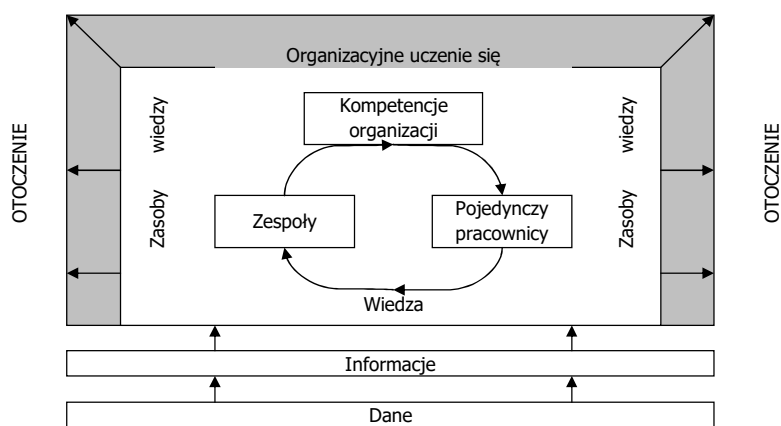 Organizacyjne uczenie się
OTOCZENIE
Zasoby wiedzy
Kompetencje
organizacji
Zespoły
Pojedynczy
pracownicy
Wiedza
Zasoby wiedzy
OTOCZENIE
Informacje
Dane